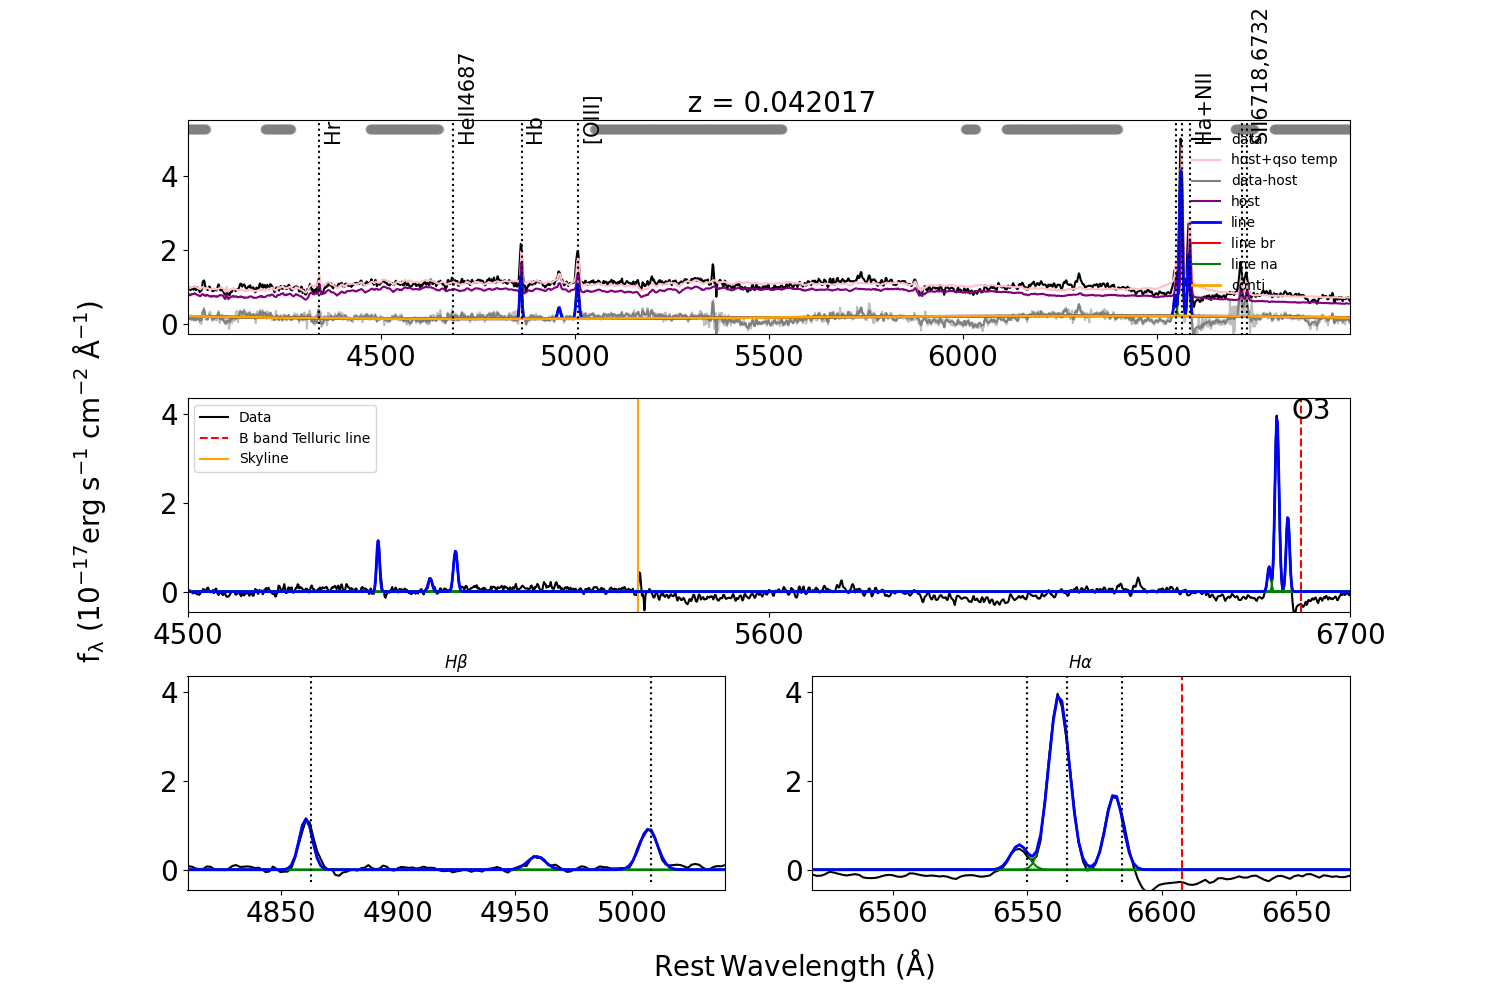 z = 0.042017
Hr
HeII4687
Hb
[OIII]
Ha+NII
SII6718,6732
data
host+qso temp
data-host
host
line
line br
line na
conti
4
2
0
4500
5000
5500
6000
6500
fλ (10⁻¹⁷erg s⁻¹ cm⁻² Å⁻¹)
Data
B band Telluric line
Skyline
O3
4
2
0
4500
5600
6700
Hβ
4
2
0
4850
4900
4950
5000
Hα
4
2
0
6500
6550
6600
6650
Rest Wavelength (Å)